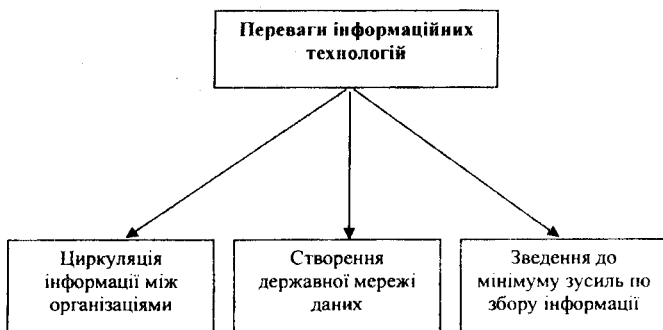 Переваги інформаційних
технологій
Циркуляція
інформації між
організаціями
Створення
державної мережі
даних
Зведення до
мінімуму зусиль по
збору інформації